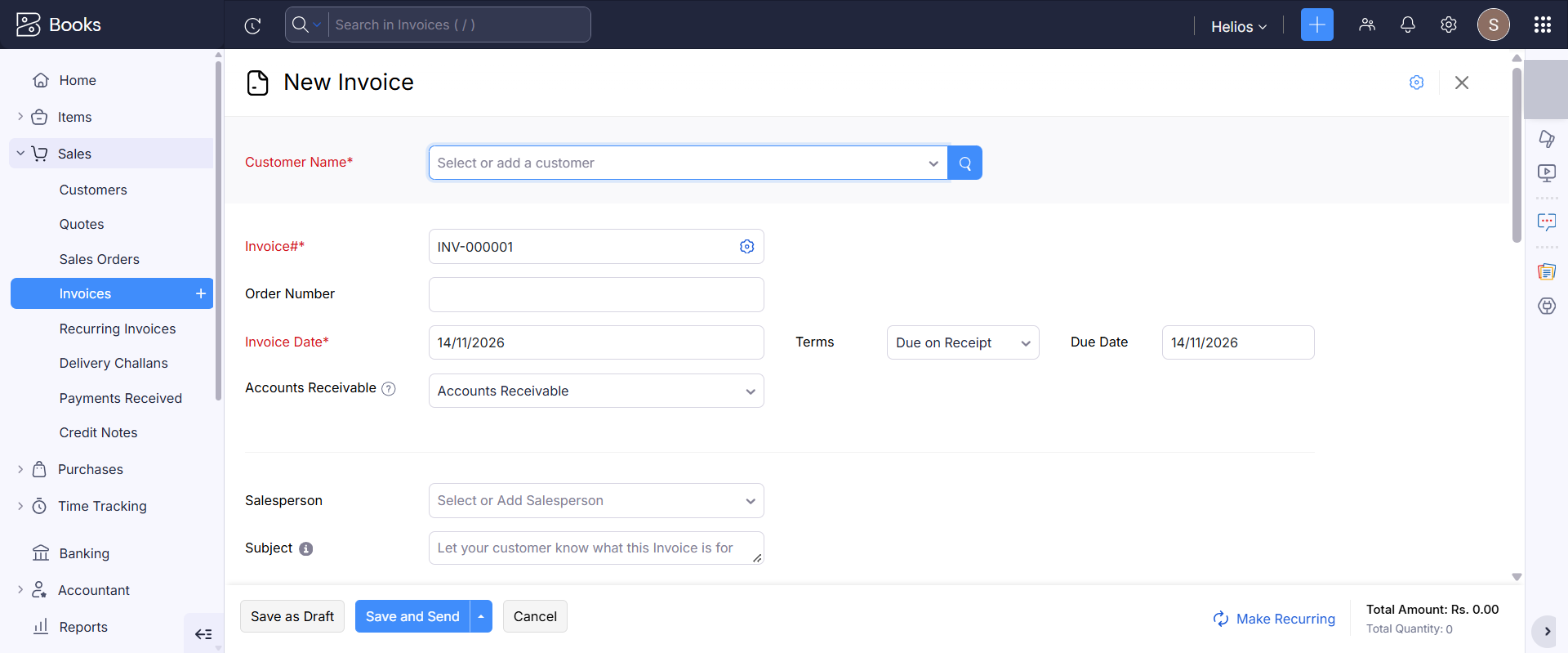 Books
Search in Invoices ( / )
Helios
S
Home
Items
Sales
Customers
Quotes
Sales Orders
Invoices +
Recurring Invoices
Delivery Challans
Payments Received
Credit Notes
Purchases
Time Tracking
Banking
Accountant
Reports
New Invoice
Customer Name*
Select or add a customer
Invoice#*
INV-000001
Order Number
Invoice Date*
14/11/2026
Terms
Due on Receipt
Due Date
14/11/2026
Accounts Receivable ?
Accounts Receivable
Salesperson
Select or Add Salesperson
Subject
Let your customer know what this Invoice is for
Save as Draft
Save and Send
Cancel
Make Recurring
Total Amount: Rs. 0.00
Total Quantity: 0